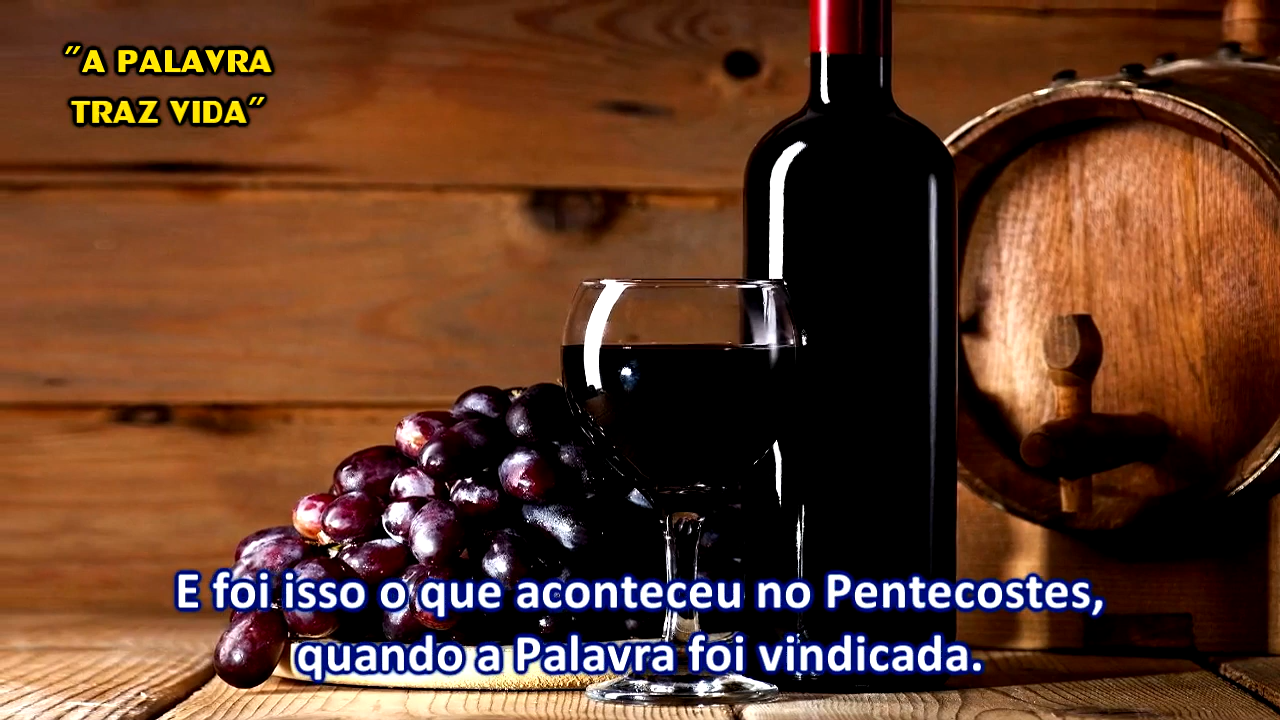 "A PALAVRA
TRAZ VIDA"
E foi isso o que aconteceu no Pentecostes,
quando a Palavra foi vindicada.